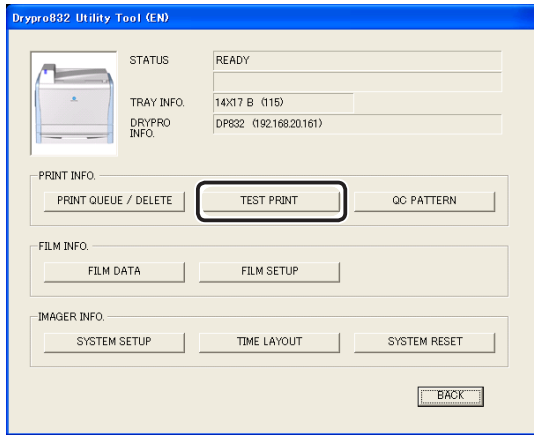 Drypro832 Utility Tool (EN)
STATUS READY
TRAY INFO. 14X17 B (115)
DRYPRO INFO. DP832 (192.168.20.161)
PRINT INFO.
PRINT QUEUE / DELETE TEST PRINT QC PATTERN
FILM INFO.
FILM DATA FILM SETUP
IMAGER INFO.
SYSTEM SETUP TIME LAYOUT SYSTEM RESET
BACK